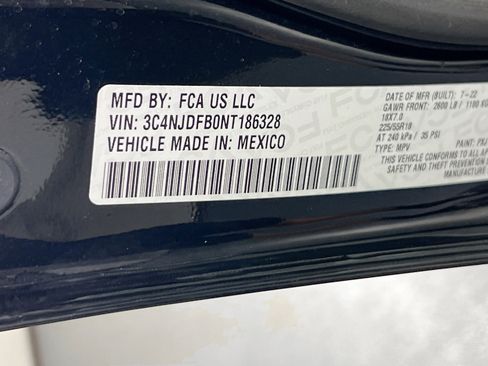 MFD BY: FCA US LLC
VIN: 3C4NJDFB0NT186328
VEHICLE MADE IN: MEXICO
DATE OF MFR (BUILT): 7-22
GAWR FRONT: 2600 LB / 1180 KG
18X7.0
225/55R18
AT 240 kPa / 35 PSI
TYPE: MPV
PAINT: PXJ
THIS VEHICLE CONFORMS TO ALL
SAFETY AND THEFT PREVENTION